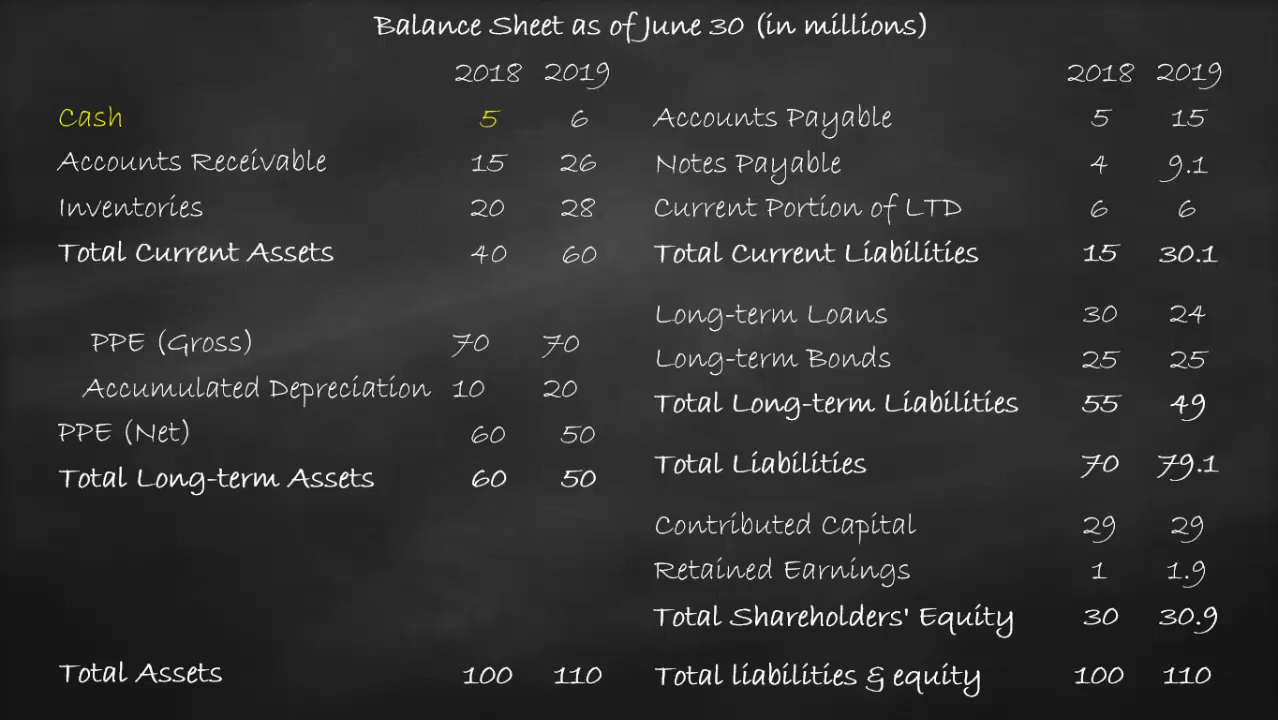 Balance Sheet as of June 30 (in millions)
2018 2019
Cash 5 6
Accounts Receivable 15 26
Inventories 20 28
Total Current Assets 40 60
PPE (Gross) 70 70
Accumulated Depreciation 10 20
PPE (Net) 60 50
Total Long-term Assets 60 50
Total Assets 100 110
2018 2019
Accounts Payable 5 15
Notes Payable 4 9.1
Current Portion of LTD 6 6
Total Current Liabilities 15 30.1
Long-term Loans 30 24
Long-term Bonds 25 25
Total Long-term Liabilities 55 49
Total Liabilities 70 79.1
Contributed Capital 29 29
Retained Earnings 1 1.9
Total Shareholders' Equity 30 30.9
Total liabilities & equity 100 110